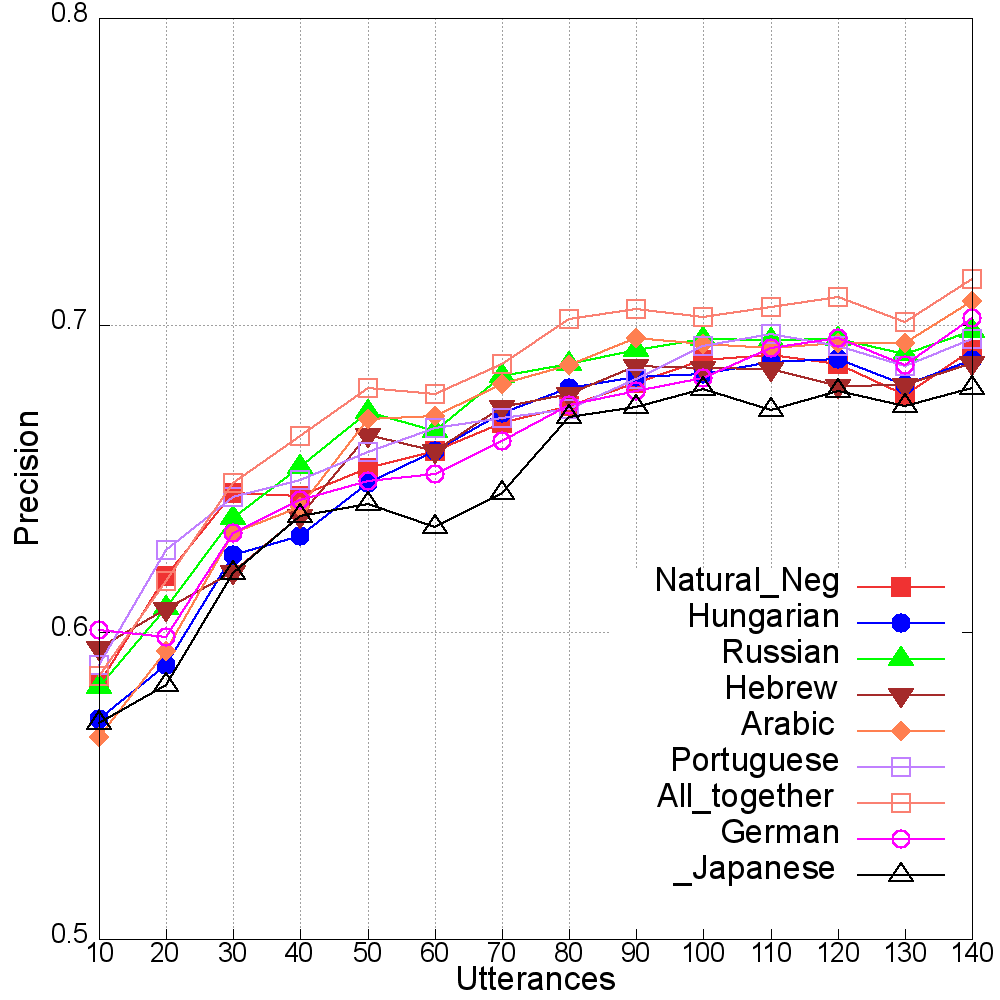 0.8
0.7
0.6
0.5
Precision
Natural_Neg
Hungarian
Russian
Hebrew
Arabic
Portuguese
All_together
German
_Japanese
10 20 30 40 50 60 70 80 90 100 110 120 130 140
Utterances